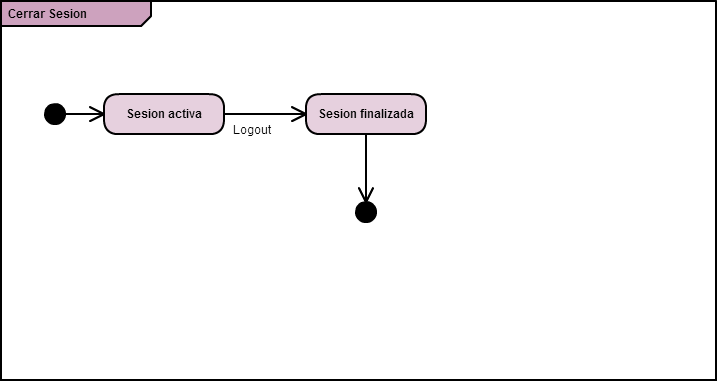 Cerrar Sesion
Sesion activa
Logout
Sesion finalizada